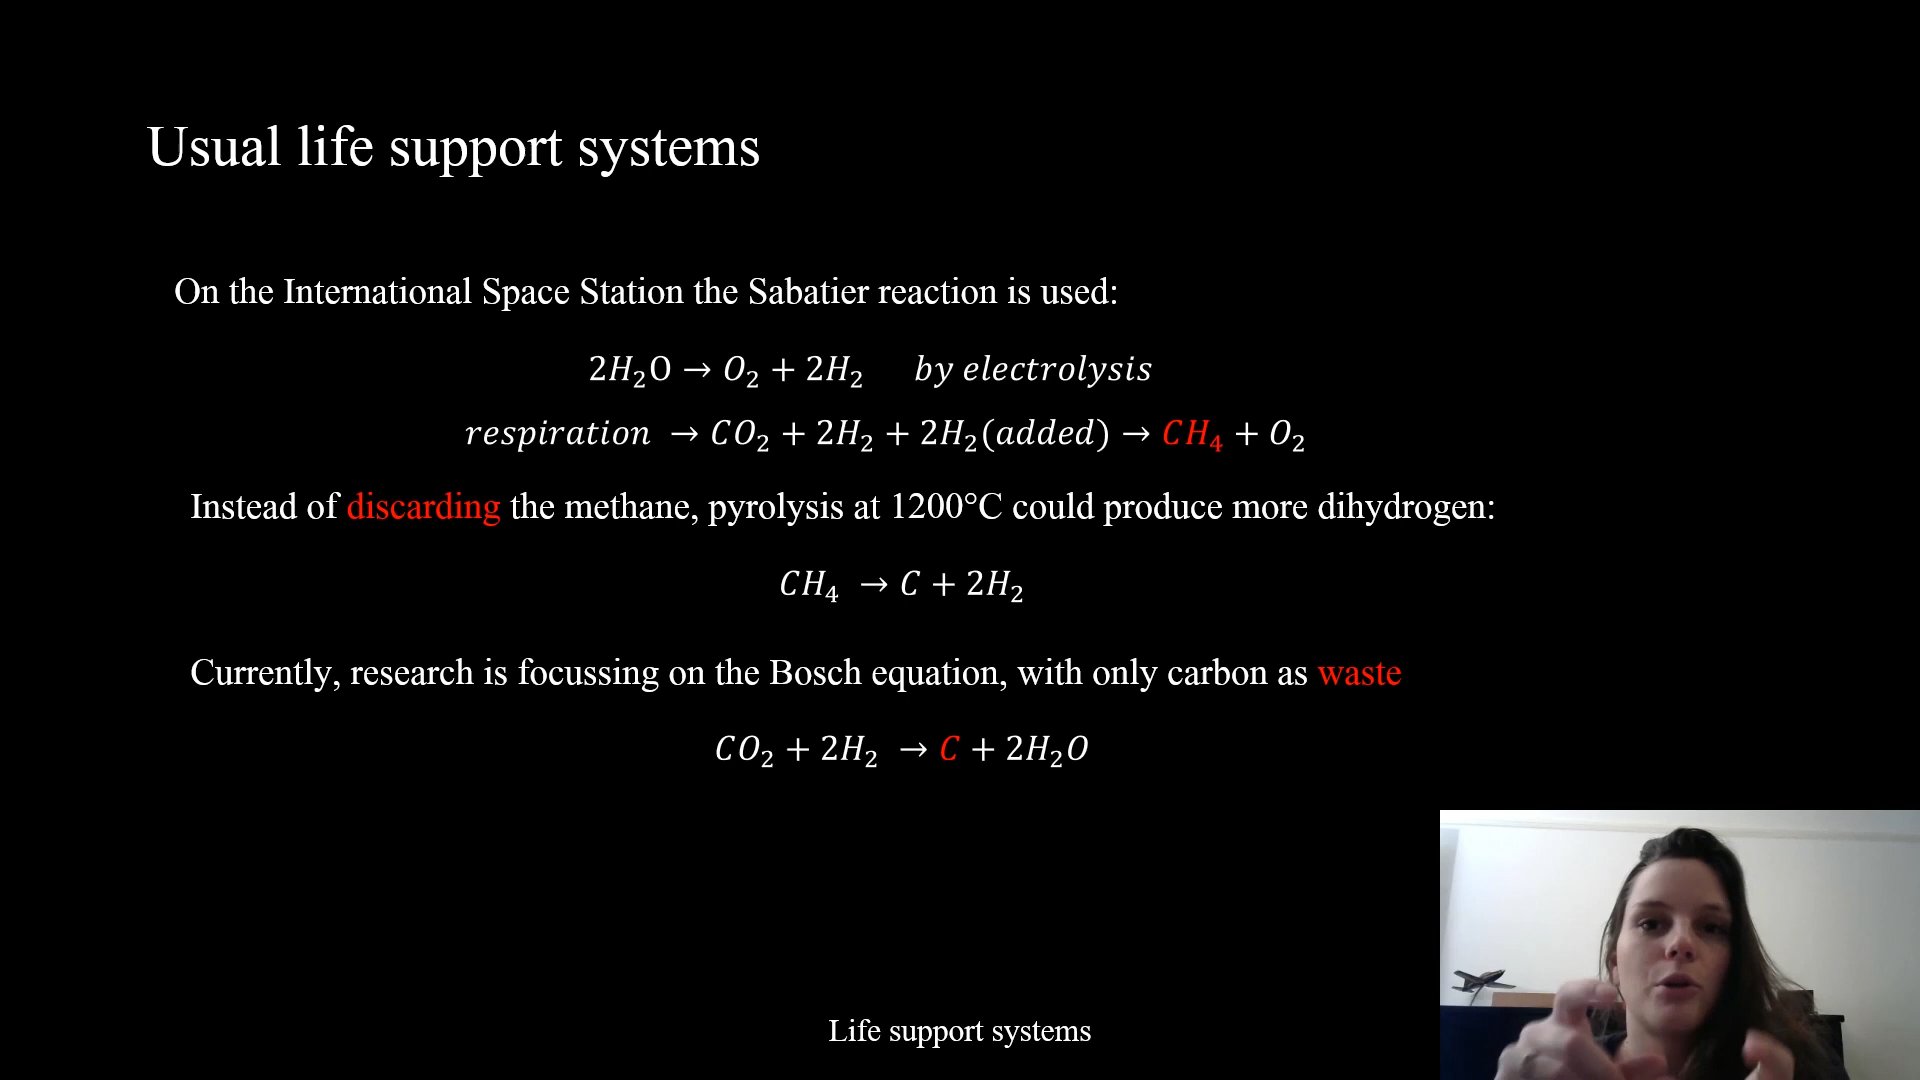 Usual life support systems
On the International Space Station the Sabatier reaction is used:
2H₂O → O₂ + 2H₂ by electrolysis
respiration → CO₂ + 2H₂ + 2H₂(added) → CH₄ + O₂
Instead of discarding the methane, pyrolysis at 1200°C could produce more dihydrogen:
CH₄ → C + 2H₂
Currently, research is focussing on the Bosch equation, with only carbon as waste
CO₂ + 2H₂ → C + 2H₂O
Life support systems